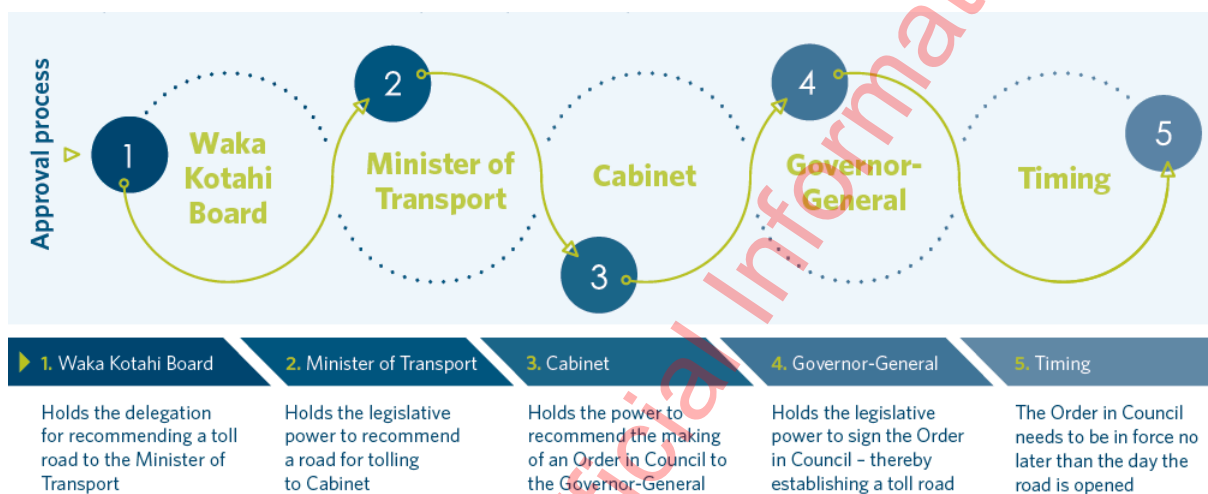 Approval process
1
Waka
Kotahi
Board
2
Minister of
Transport
3
Cabinet
4
Governor-
General
5
Timing
1. Waka Kotahi Board
2. Minister of Transport
3. Cabinet
4. Governor-General
5. Timing
Holds the delegation
for recommending a toll
road to the Minister of
Transport
Holds the legislative
power to recommend
a road for tolling
to Cabinet
Holds the power to
recommend the making
of an Order in Council to
the Governor-General
Holds the legislative
power to sign the Order
in Council – thereby
establishing a toll road
The Order in Council
needs to be in force no
later than the day the
road is opened